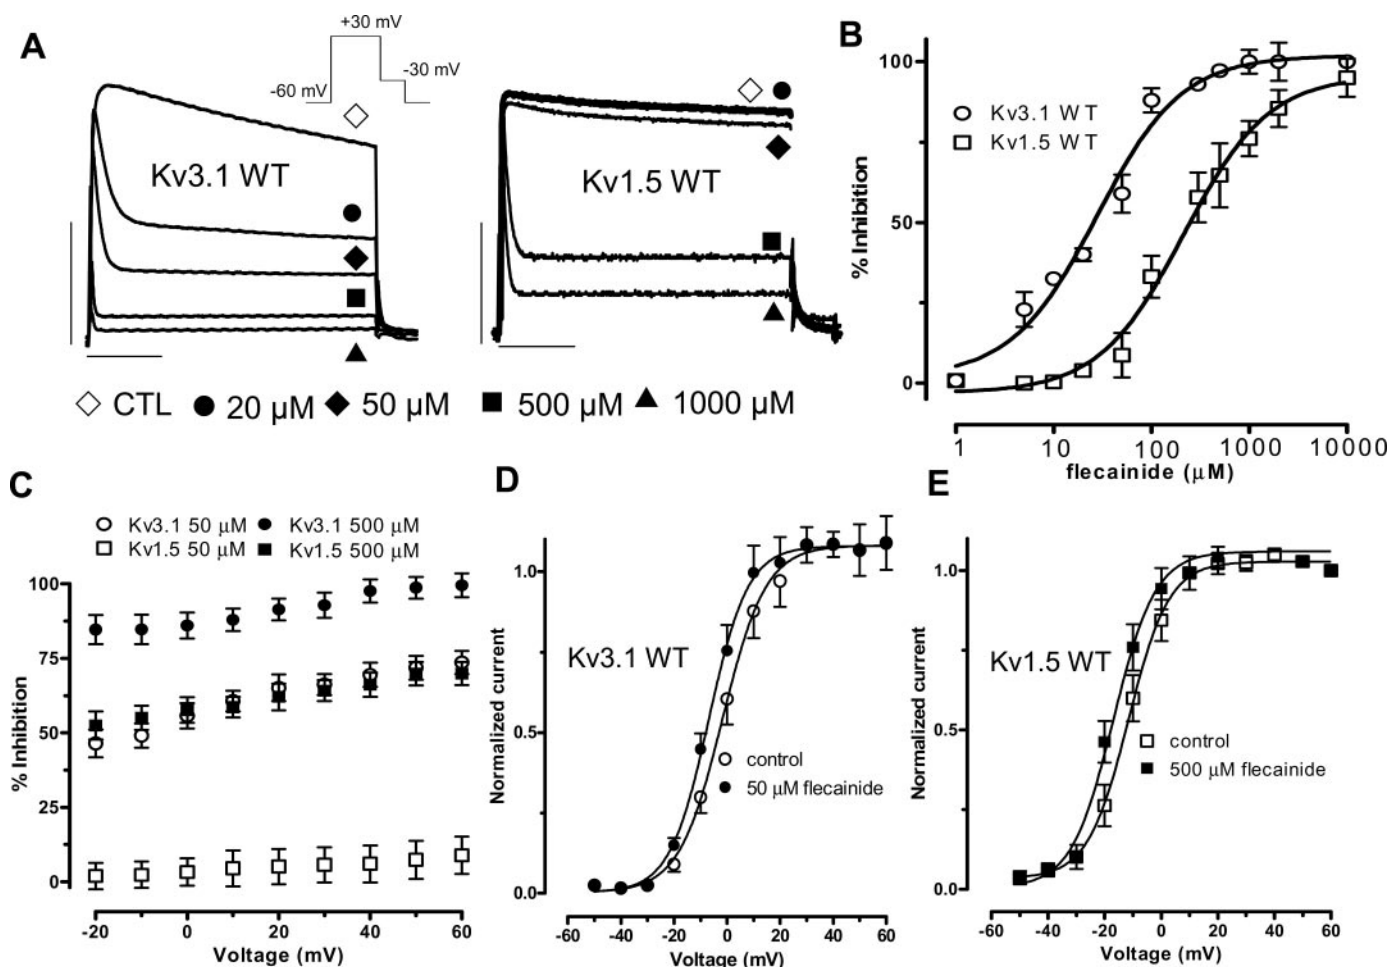 A
+30 mV
-60 mV
-30 mV
Kv3.1 WT
Kv1.5 WT
CTL
20 µM
50 µM
500 µM
1000 µM
B
100
50
0
% Inhibition
Kv3.1 WT
Kv1.5 WT
1
10
100
1000
10000
flecainide (µM)
C
Kv3.1 50 µM
Kv3.1 500 µM
Kv1.5 50 µM
Kv1.5 500 µM
100
75
50
25
0
% Inhibition
-20
0
20
40
60
Voltage (mV)
D
1.0
0.5
0.0
Normalized current
Kv3.1 WT
control
50 µM flecainide
-60
-40
-20
0
20
40
60
Voltage (mV)
E
1.0
0.5
0.0
Normalized current
Kv1.5 WT
control
500 µM flecainide
-60
-40
-20
0
20
40
60
Voltage (mV)